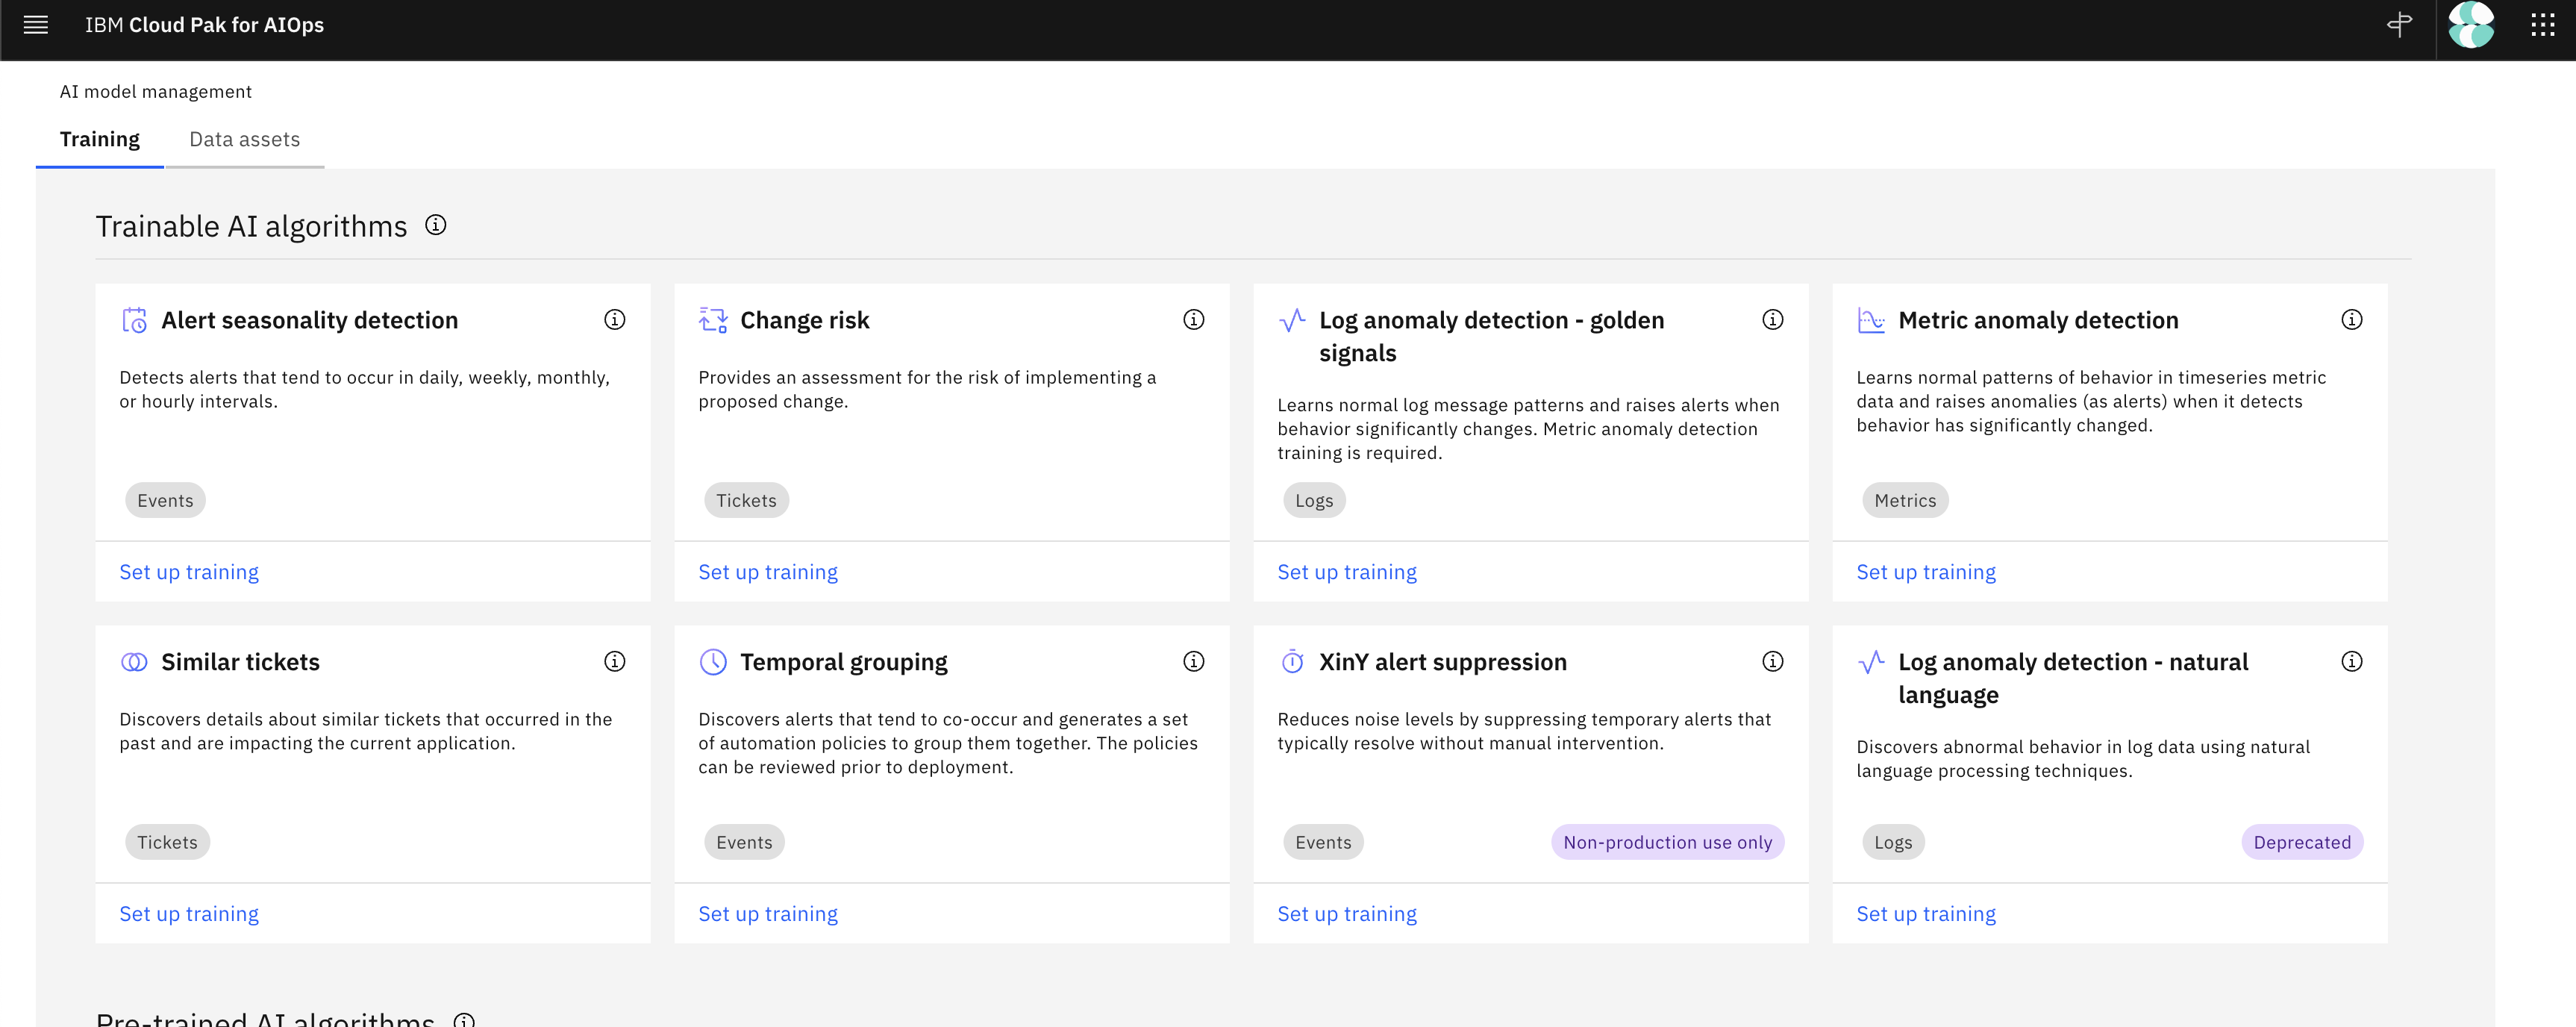 IBM Cloud Pak for AIOps
AI model management
Training
Data assets
Trainable AI algorithms
Alert seasonality detection
Detects alerts that tend to occur in daily, weekly, monthly,
or hourly intervals.
Events
Set up training
Change risk
Provides an assessment for the risk of implementing a
proposed change.
Tickets
Set up training
Log anomaly detection - golden
signals
Learns normal log message patterns and raises alerts when
behavior significantly changes. Metric anomaly detection
training is required.
Logs
Set up training
Metric anomaly detection
Learns normal patterns of behavior in timeseries metric
data and raises anomalies (as alerts) when it detects
behavior has significantly changed.
Metrics
Set up training
Similar tickets
Discovers details about similar tickets that occurred in the
past and are impacting the current application.
Tickets
Set up training
Temporal grouping
Discovers alerts that tend to co-occur and generates a set
of automation policies to group them together. The policies
can be reviewed prior to deployment.
Events
Set up training
XinY alert suppression
Reduces noise levels by suppressing temporary alerts that
typically resolve without manual intervention.
Events
Non-production use only
Set up training
Log anomaly detection - natural
language
Discovers abnormal behavior in log data using natural
language processing techniques.
Logs
Deprecated
Set up training
Pre-trained AI algorithms